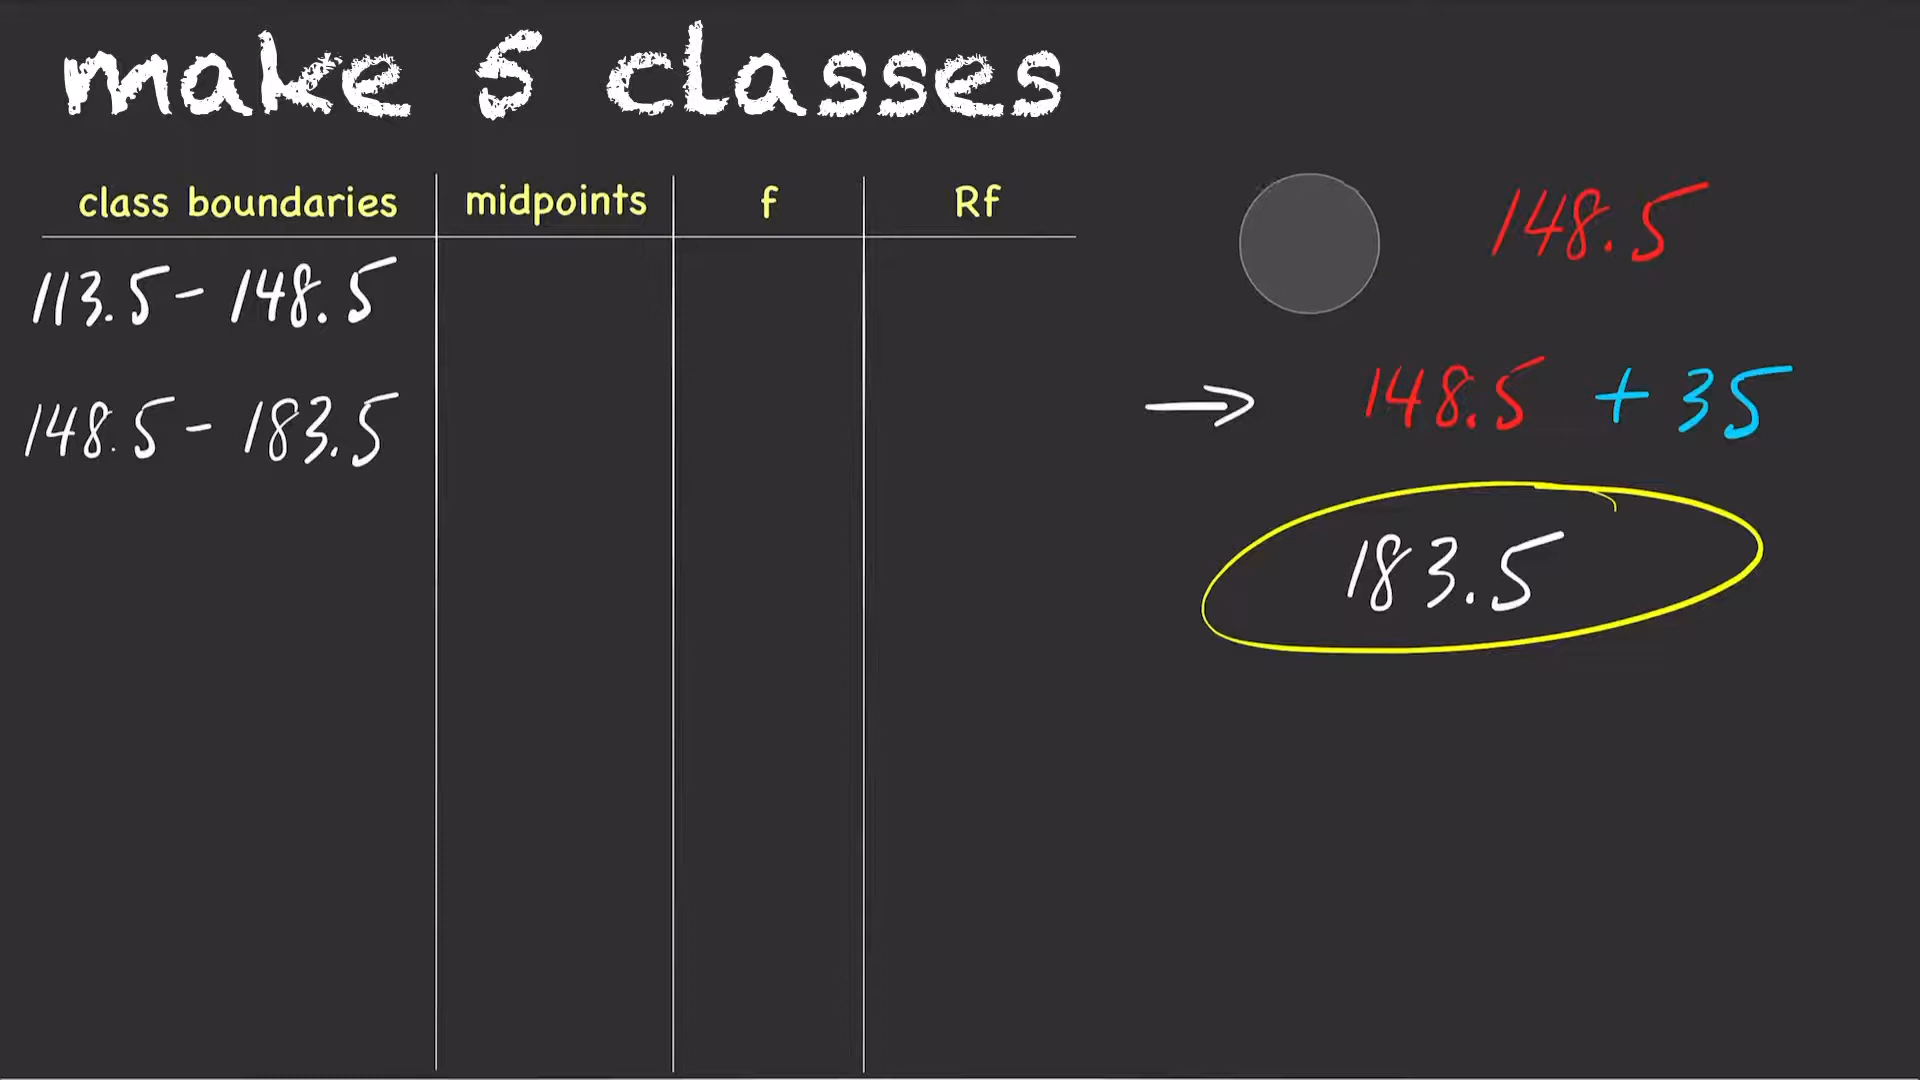 make 5 classes
class boundaries midpoints f Rf
113.5 - 148.5
148.5 - 183.5
148.5
→ 148.5 + 35
183.5